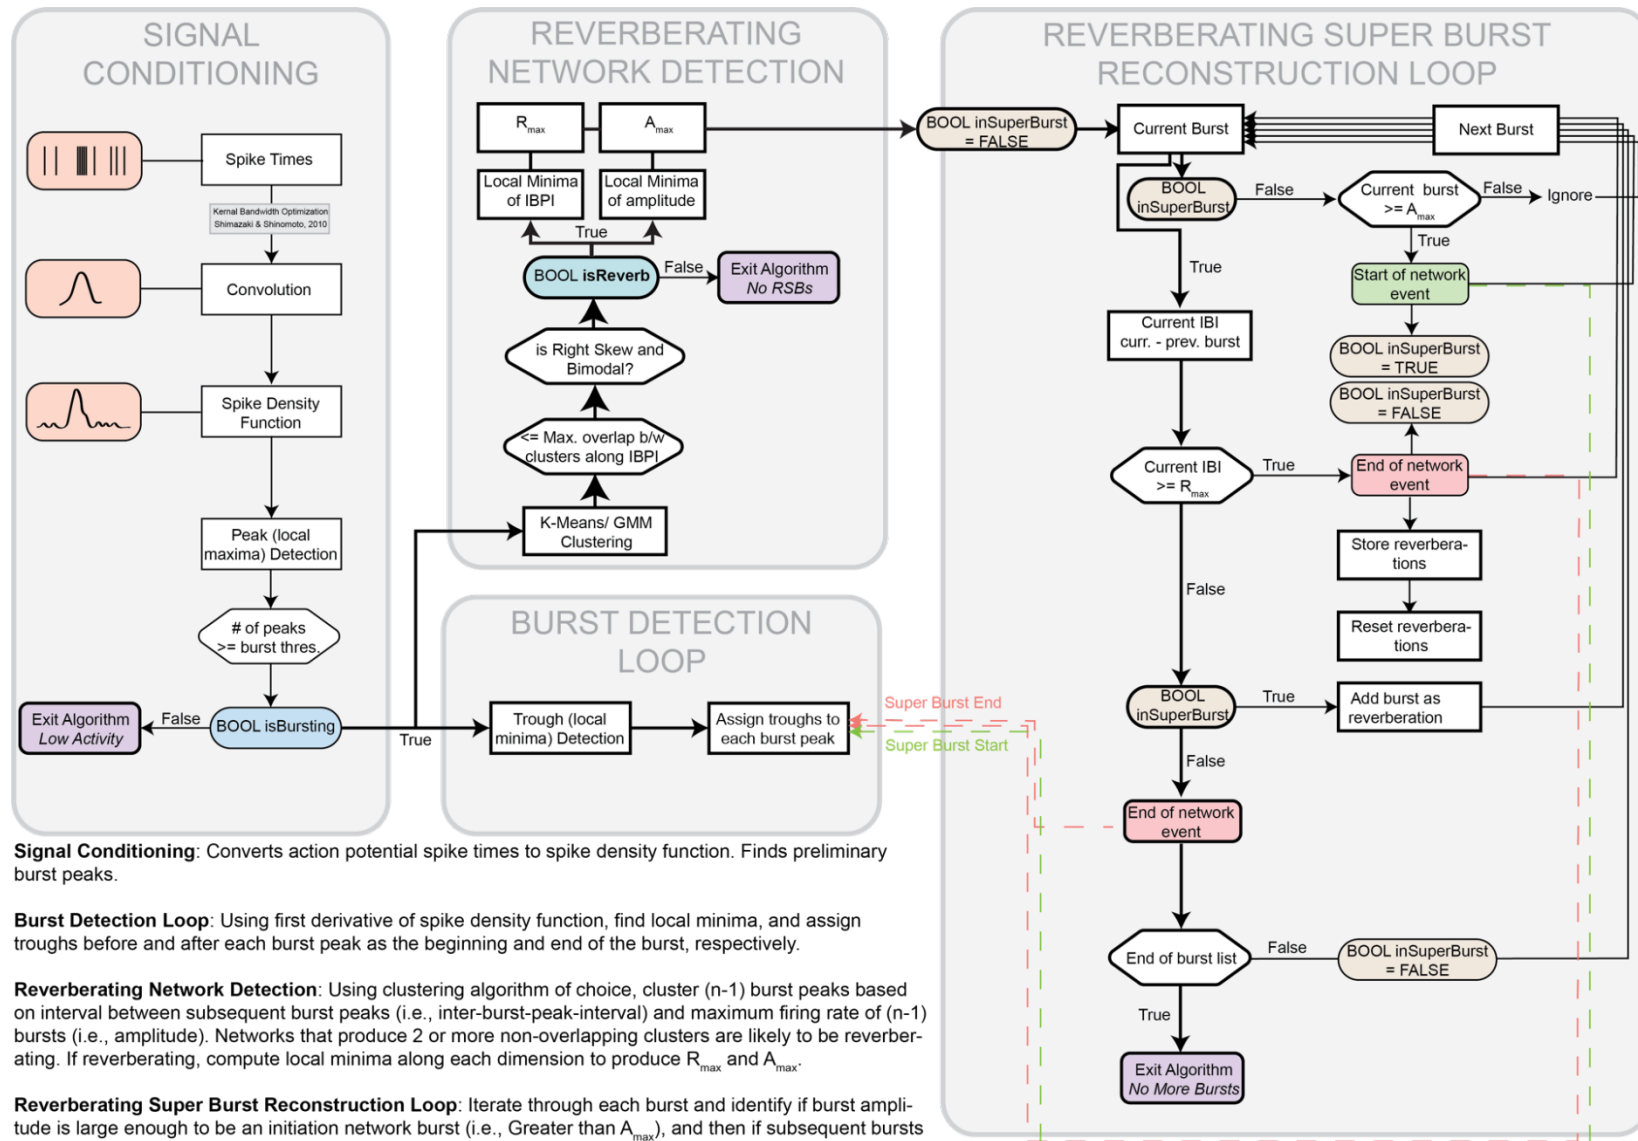 SIGNAL
CONDITIONING
Spike Times
Kernal Bandwidth Optimization
Shimazaki & Shinomoto, 2010
Convolution
Spike Density
Function
Peak (local
maxima) Detection
# of peaks
>= burst thres.
BOOL isBursting
False
Exit Algorithm
Low Activity
True
REVERBERATING
NETWORK DETECTION
Rmax
Amax
Local Minima
of IBPI
Local Minima
of amplitude
True
BOOL isReverb
False
Exit Algorithm
No RSBs
is Right Skew and
Bimodal?
<= Max. overlap b/w
clusters along IBPI
K-Means/ GMM
Clustering
BURST DETECTION
LOOP
Trough (local
minima) Detection
Assign troughs to
each burst peak
Super Burst End
Super Burst Start
REVERBERATING SUPER BURST
RECONSTRUCTION LOOP
BOOL inSuperBurst
= FALSE
Current Burst
Next Burst
BOOL
inSuperBurst
False
Current burst
>= Amax
False
Ignore
True
Start of network
event
BOOL inSuperBurst
= TRUE
True
Current IBI
curr. - prev. burst
BOOL inSuperBurst
= FALSE
Current IBI
>= Rmax
True
End of network
event
Store reverbera-
tions
Reset reverbera-
tions
False
BOOL
inSuperBurst
True
Add burst as
reverberation
False
End of network
event
End of burst list
False
BOOL inSuperBurst
= FALSE
True
Exit Algorithm
No More Bursts
Signal Conditioning: Converts action potential spike times to spike density function. Finds preliminary
burst peaks.
Burst Detection Loop: Using first derivative of spike density function, find local minima, and assign
troughs before and after each burst peak as the beginning and end of the burst, respectively.
Reverberating Network Detection: Using clustering algorithm of choice, cluster (n-1) burst peaks based
on interval between subsequent burst peaks (i.e., inter-burst-peak-interval) and maximum firing rate of (n-1)
bursts (i.e., amplitude). Networks that produce 2 or more non-overlapping clusters are likely to be reverber-
ating. If reverberating, compute local minima along each dimension to produce Rmax and Amax.
Reverberating Super Burst Reconstruction Loop: Iterate through each burst and identify if burst ampli-
tude is large enough to be an initiation network burst (i.e., Greater than Amax), and then if subsequent bursts